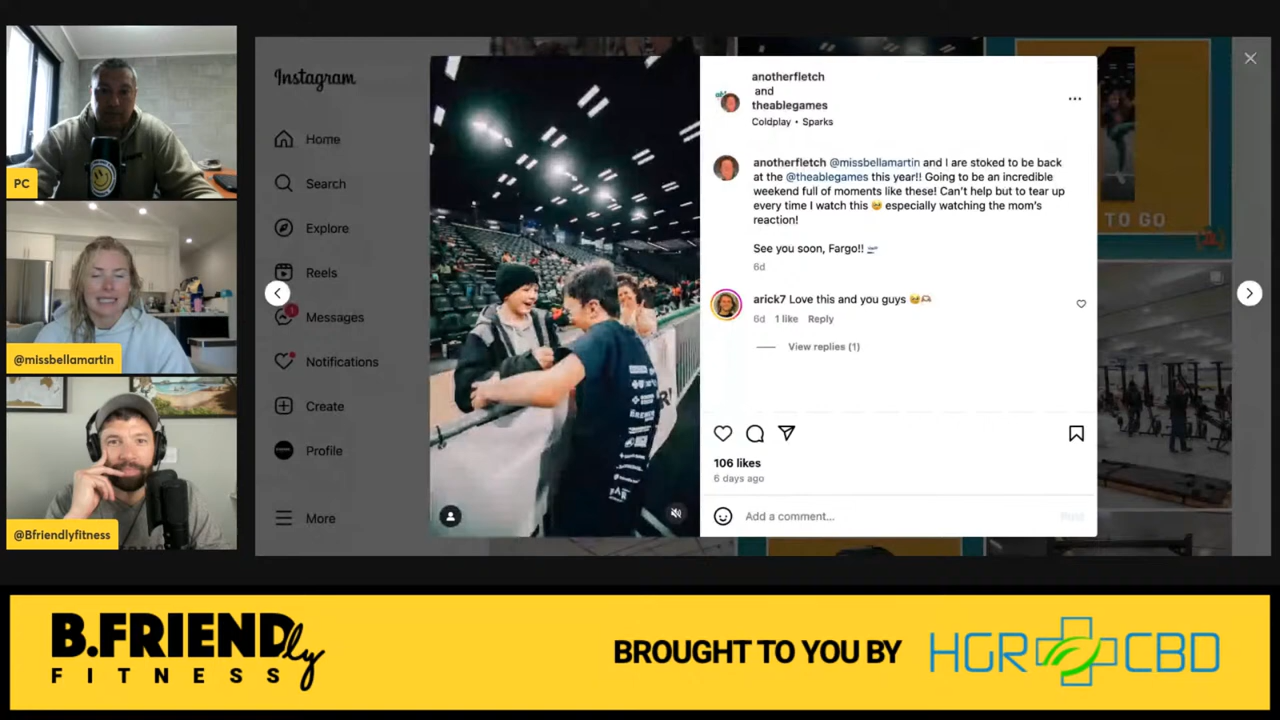 PC
@missbellamartin
@Bfriendlyfitness
Instagram
Home
Search
Explore
Reels
1
Messages
Notifications
Create
Profile
More
anotherfletch
and
theablegames
Coldplay • Sparks
anotherfletch @missbellamartin and I are stoked to be back
at the @theablegames this year!! Going to be an incredible
weekend full of moments like these! Can't help but to tear up
every time I watch this 🥹 especially watching the mom's
reaction!
See you soon, Fargo!!
6d
arick7 Love this and you guys 🥹🫶
6d 1 like Reply
View replies (1)
106 likes
6 days ago
Add a comment...
Post
TO GO
B.FRIENDly
FITNESS
BROUGHT TO YOU BY
HGR CBD